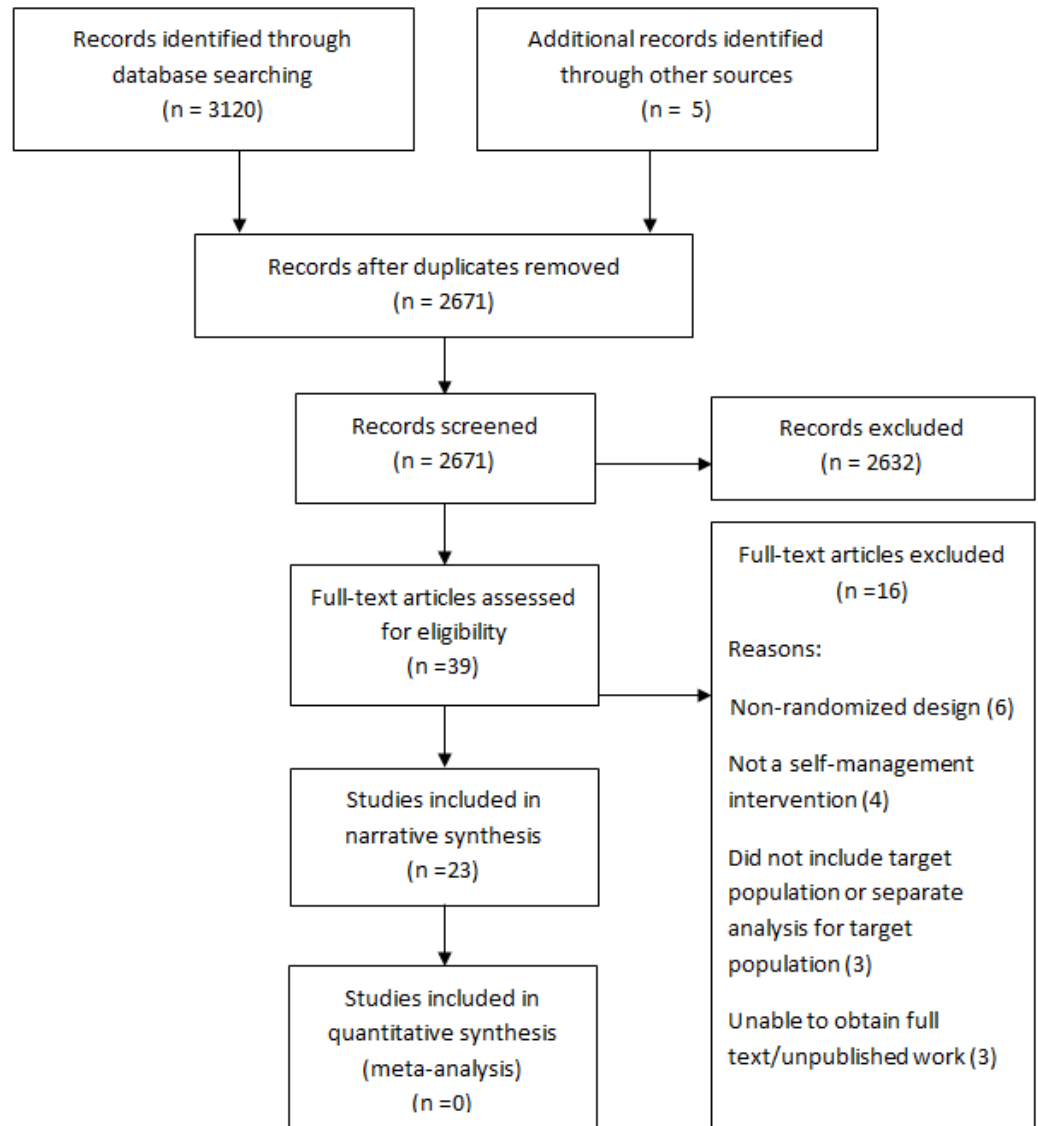 Records identified through
database searching
(n = 3120)
Additional records identified
through other sources
(n = 5)
Records after duplicates removed
(n = 2671)
Records screened
(n = 2671)
Records excluded
(n = 2632)
Full-text articles assessed
for eligibility
(n =39)
Full-text articles excluded
(n =16)
Reasons:
Non-randomized design (6)
Not a self-management
intervention (4)
Did not include target
population or separate
analysis for target
population (3)
Unable to obtain full
text/unpublished work (3)
Studies included in
narrative synthesis
(n =23)
Studies included in
quantitative synthesis
(meta-analysis)
(n =0)